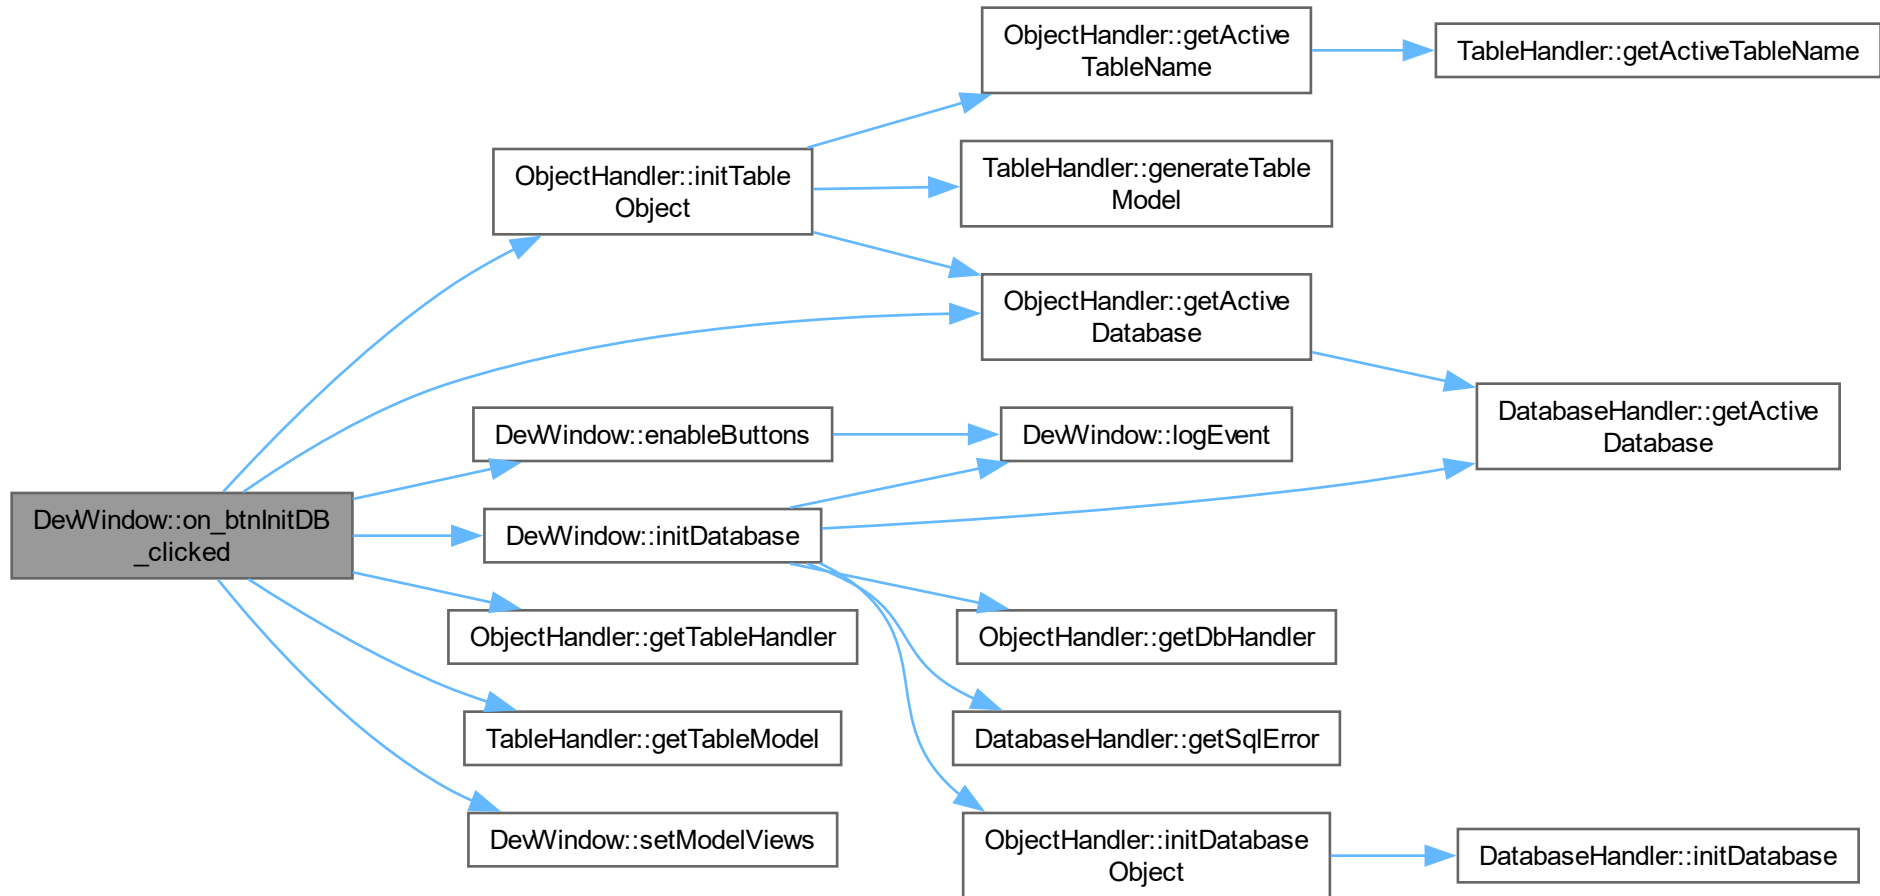 ObjectHandler::getActive
TableName
TableHandler::getActiveTableName
ObjectHandler::initTable
Object
TableHandler::generateTable
Model
ObjectHandler::getActive
Database
DatabaseHandler::getActive
Database
DevWindow::enableButtons
DevWindow::logEvent
DevWindow::on_btnInitDB
_clicked
DevWindow::initDatabase
ObjectHandler::getTableHandler
ObjectHandler::getDbHandler
TableHandler::getTableModel
DatabaseHandler::getSqlError
DevWindow::setModelViews
ObjectHandler::initDatabase
Object
DatabaseHandler::initDatabase